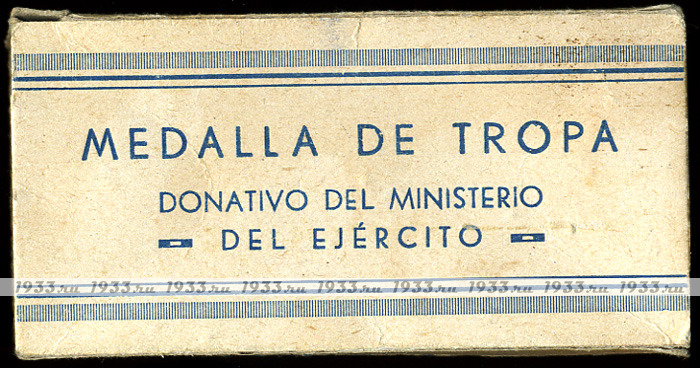 MEDALLA DE TROPA
DONATIVO DEL MINISTERIO
DEL EJÉRCITO
1933.ru 1933.ru 1933.ru 1933.ru 1933.ru 1933.ru 1933.ru 1933.ru 1933.ru